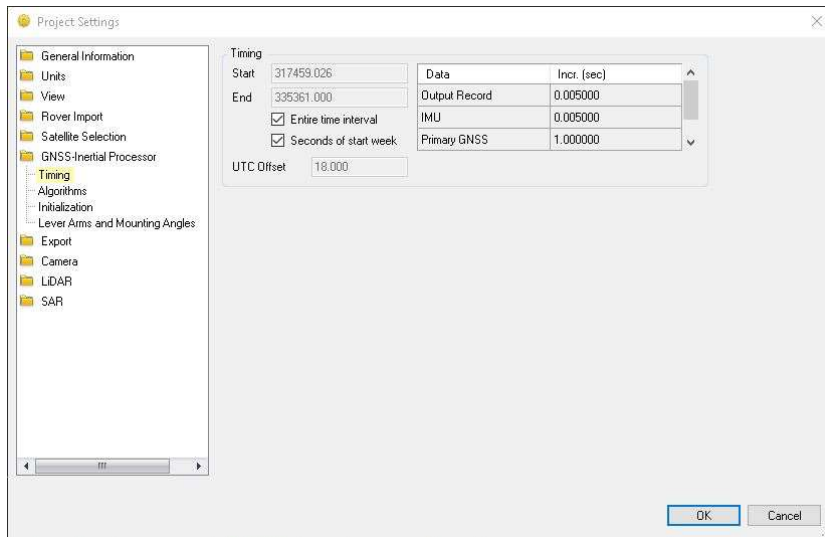 Project Settings
General Information
Units
View
Rover Import
Satellite Selection
GNSS-Inertial Processor
Timing
Algorithms
Initialization
Lever Arms and Mounting Angles
Export
Camera
LiDAR
SAR
Timing
Start 317459.026
End 335361.000
Entire time interval
Seconds of start week
UTC Offset 18.000
Data Incr. (sec)
Output Record 0.005000
IMU 0.005000
Primary GNSS 1.000000
OK Cancel